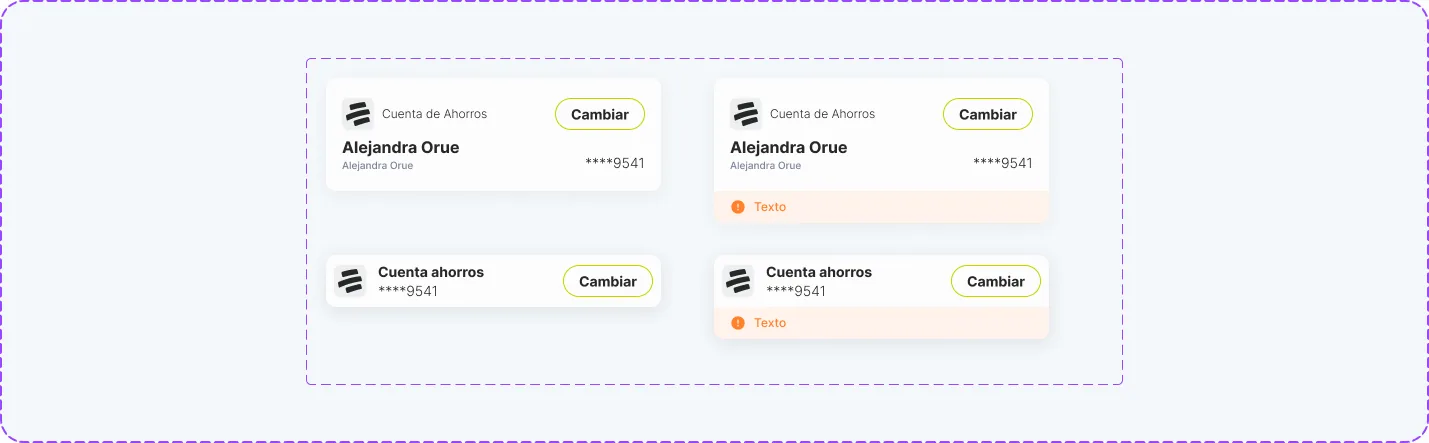 Cuenta de Ahorros
Cambiar
Alejandra Orue
Alejandra Orue
****9541
Cuenta de Ahorros
Cambiar
Alejandra Orue
Alejandra Orue
****9541
Texto
Cuenta ahorros
****9541
Cambiar
Cuenta ahorros
****9541
Cambiar
Texto